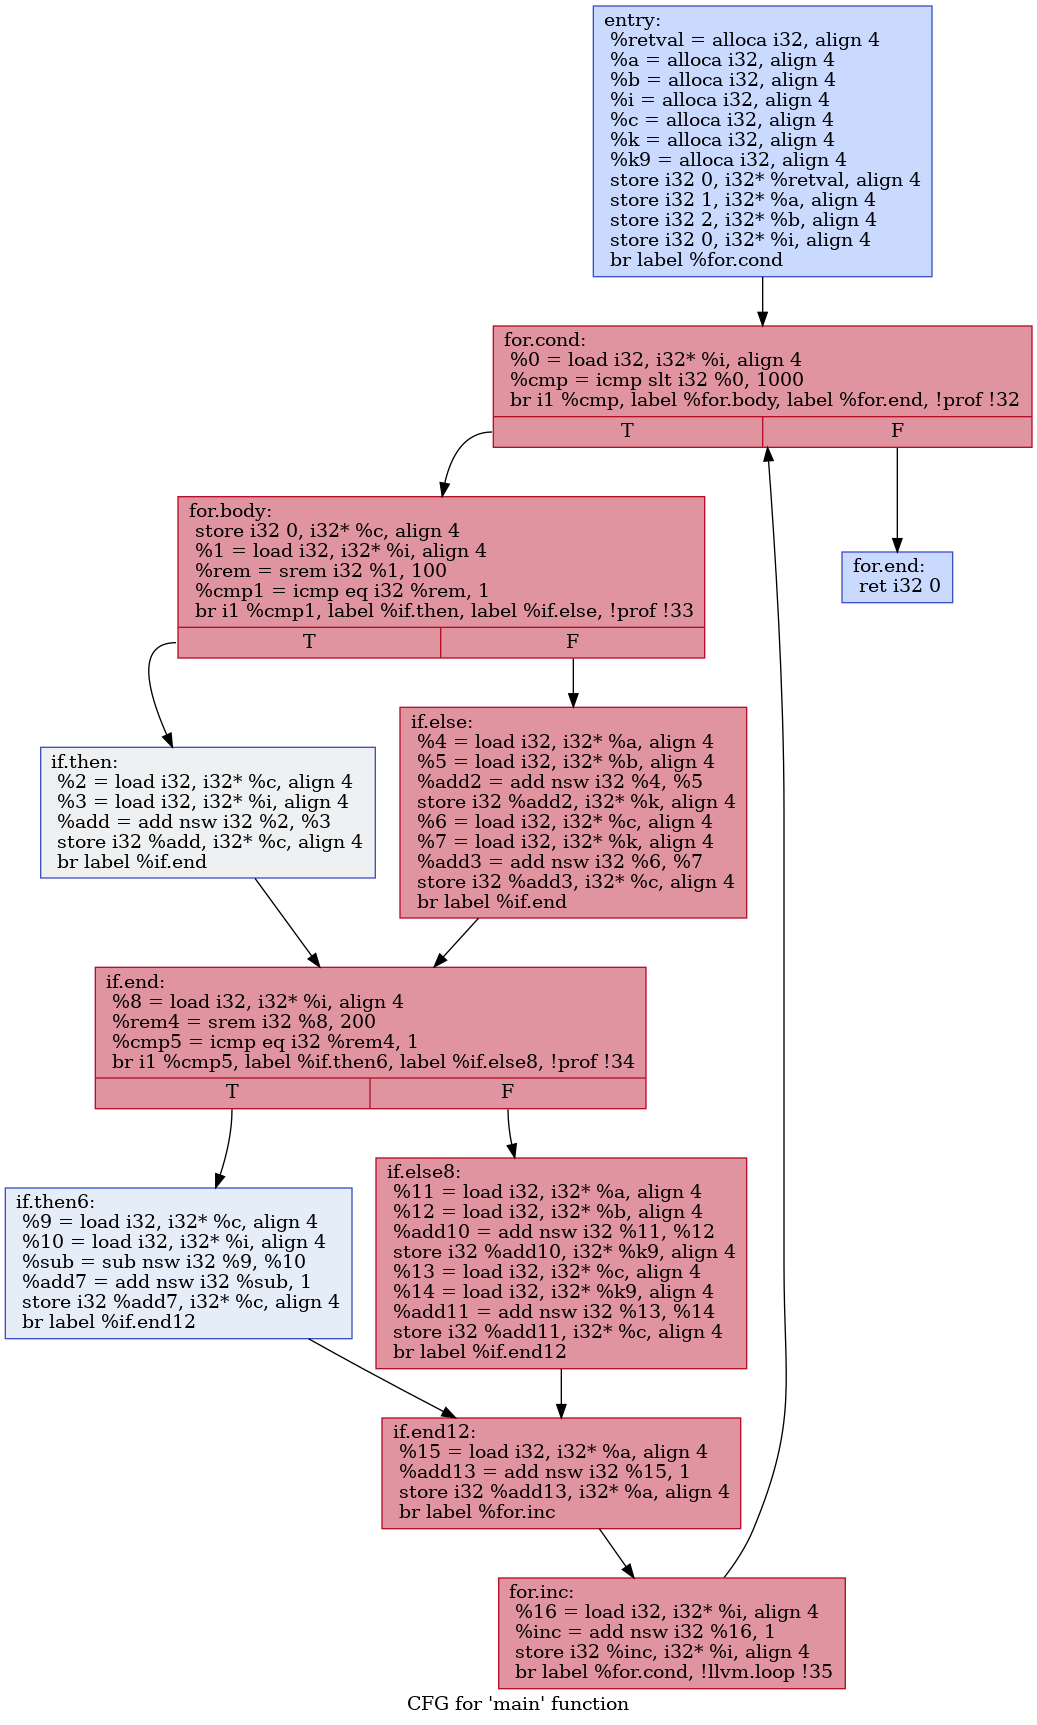 entry:
%retval = alloca i32, align 4
%a = alloca i32, align 4
%b = alloca i32, align 4
%i = alloca i32, align 4
%c = alloca i32, align 4
%k = alloca i32, align 4
%k9 = alloca i32, align 4
store i32 0, i32* %retval, align 4
store i32 1, i32* %a, align 4
store i32 2, i32* %b, align 4
store i32 0, i32* %i, align 4
br label %for.cond
for.cond:
%0 = load i32, i32* %i, align 4
%cmp = icmp slt i32 %0, 1000
br i1 %cmp, label %for.body, label %for.end, !prof !32
T F
for.body:
store i32 0, i32* %c, align 4
%1 = load i32, i32* %i, align 4
%rem = srem i32 %1, 100
%cmp1 = icmp eq i32 %rem, 1
br i1 %cmp1, label %if.then, label %if.else, !prof !33
T F
for.end:
ret i32 0
if.then:
%2 = load i32, i32* %c, align 4
%3 = load i32, i32* %i, align 4
%add = add nsw i32 %2, %3
store i32 %add, i32* %c, align 4
br label %if.end
if.else:
%4 = load i32, i32* %a, align 4
%5 = load i32, i32* %b, align 4
%add2 = add nsw i32 %4, %5
store i32 %add2, i32* %k, align 4
%6 = load i32, i32* %c, align 4
%7 = load i32, i32* %k, align 4
%add3 = add nsw i32 %6, %7
store i32 %add3, i32* %c, align 4
br label %if.end
if.end:
%8 = load i32, i32* %i, align 4
%rem4 = srem i32 %8, 200
%cmp5 = icmp eq i32 %rem4, 1
br i1 %cmp5, label %if.then6, label %if.else8, !prof !34
T F
if.then6:
%9 = load i32, i32* %c, align 4
%10 = load i32, i32* %i, align 4
%sub = sub nsw i32 %9, %10
%add7 = add nsw i32 %sub, 1
store i32 %add7, i32* %c, align 4
br label %if.end12
if.else8:
%11 = load i32, i32* %a, align 4
%12 = load i32, i32* %b, align 4
%add10 = add nsw i32 %11, %12
store i32 %add10, i32* %k9, align 4
%13 = load i32, i32* %c, align 4
%14 = load i32, i32* %k9, align 4
%add11 = add nsw i32 %13, %14
store i32 %add11, i32* %c, align 4
br label %if.end12
if.end12:
%15 = load i32, i32* %a, align 4
%add13 = add nsw i32 %15, 1
store i32 %add13, i32* %a, align 4
br label %for.inc
for.inc:
%16 = load i32, i32* %i, align 4
%inc = add nsw i32 %16, 1
store i32 %inc, i32* %i, align 4
br label %for.cond, !llvm.loop !35
CFG for 'main' function